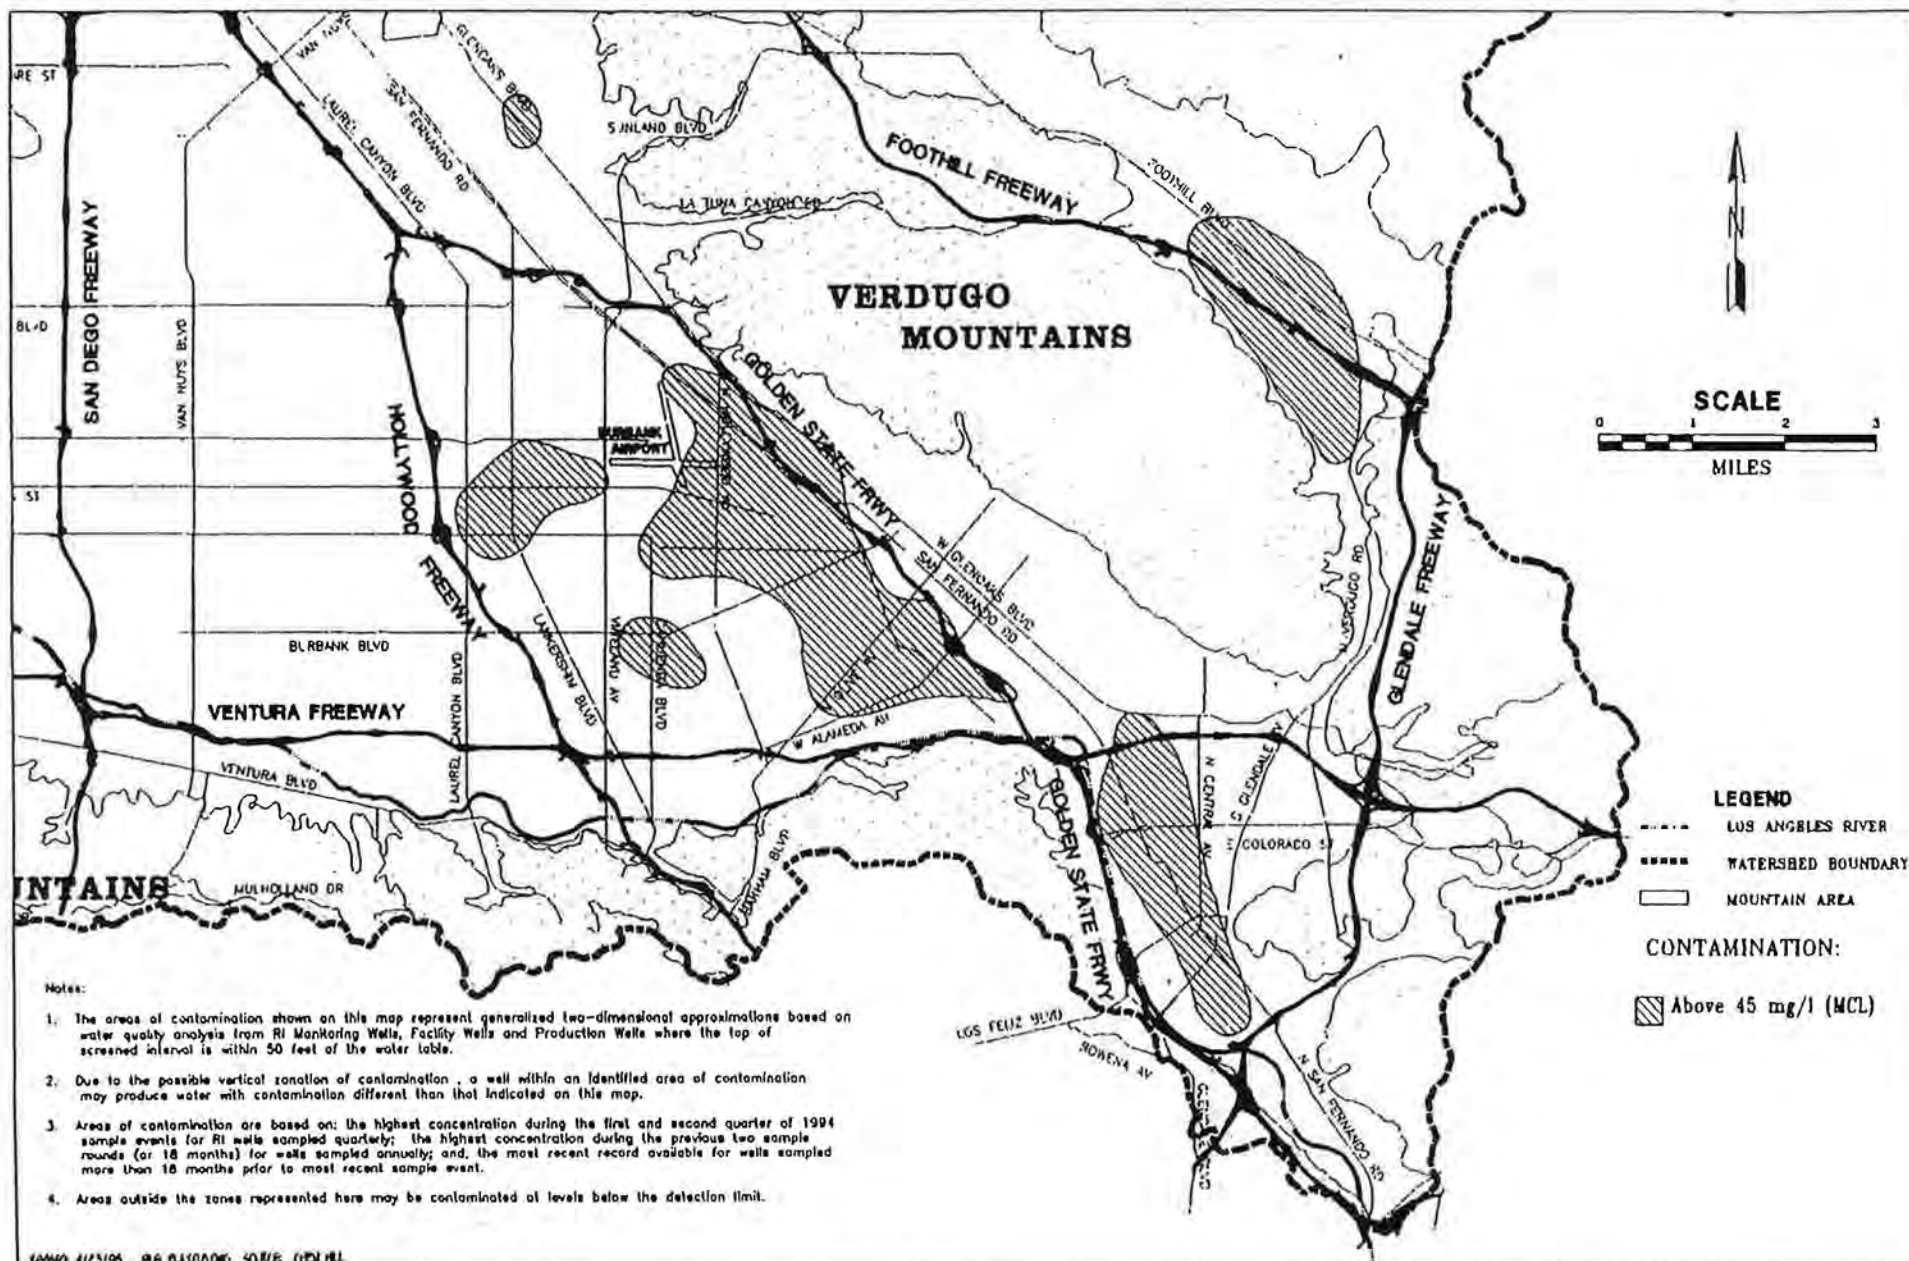 VAN NUYS BLVD
SAN DIEGO FREEWAY
LAUREL CANYON BLVD
SAN FERNANDO RD
GLENOAKS BLVD
SUNLAND BLVD
LA TUNA CANYON RD
FOOTHILL FREEWAY
FOOTHILL BLVD
VERDUGO
MOUNTAINS
N
SCALE
0 1 2 3
MILES
HOLLYWOOD
FREEWAY
BURBANK
AIRPORT
GOLDEN STATE FRWY
W GLENOAKS BLVD
SAN FERNANDO RD
N VERDUGO RD
GLENDALE FREEWAY
BURBANK BLVD
LAUREL CANYON BLVD
LANKERSHIM BLVD
VINELAND AV
VENTURA FREEWAY
VENTURA BLVD
W ALAMEDA AV
BARHAM BLVD
MULHOLLAND DR
GOLDEN STATE FRWY
N CENTRAL AV
S GLENDALE AV
E COLORADO ST
LOS FELIZ BLVD
ROWENA AV
N SAN FERNANDO RD
LEGEND
LOS ANGELES RIVER
WATERSHED BOUNDARY
MOUNTAIN AREA
CONTAMINATION:
Above 45 mg/l (MCL)
Notes:
1. The areas of contamination shown on this map represent generalized two-dimensional approximations based on
water quality analysis from RI Monitoring Wells, Facility Wells and Production Wells where the top of
screened interval is within 50 feet of the water table.
2. Due to the possible vertical zonation of contamination , a well within an identified area of contamination
may produce water with contamination different than that indicated on this map.
3. Areas of contamination are based on: the highest concentration during the first and second quarter of 1994
sample events for RI wells sampled quarterly; the highest concentration during the previous two sample
rounds (or 18 months) for wells sampled annually; and, the most recent record available for wells sampled
more than 18 months prior to most recent sample event.
4. Areas outside the zones represented here may be contaminated at levels below the detection limit.